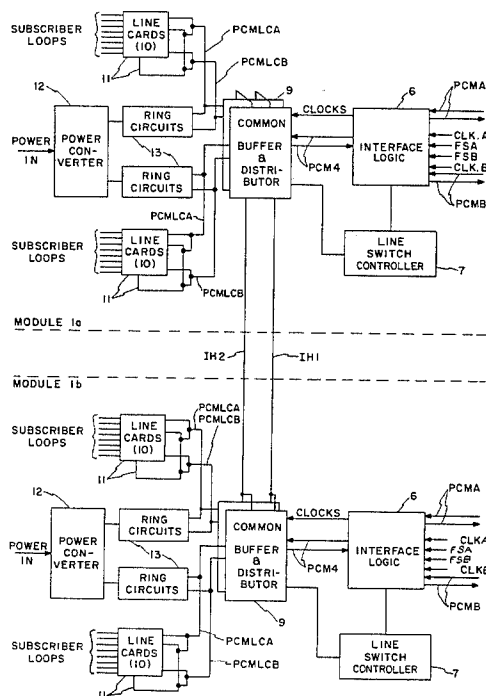 SUBSCRIBER
LOOPS
LINE
CARDS
(10)
PCMLCA
PCMLCB
11
12
9
6
CLOCKS
PCMA
POWER
IN
POWER
CON-
VERTER
RING
CIRCUITS
13
RING
CIRCUITS
COMMON
BUFFER
&
DISTRIBUTOR
PCM4
INTERFACE
LOGIC
CLK.A
FSA
FSB
CLK.B
PCMB
PCMLCA
SUBSCRIBER
LOOPS
LINE
CARDS
(10)
11
PCMLCB
LINE
SWITCH
CONTROLLER
7
MODULE 1a
IH2
IH1
MODULE 1b
SUBSCRIBER
LOOPS
LINE
CARDS
(10)
PCMLCA
PCMLCB
11
12
6
CLOCKS
PCMA
POWER
IN
POWER
CON-
VERTER
RING
CIRCUITS
13
RING
CIRCUITS
COMMON
BUFFER
&
DISTRIBUTOR
PCM4
INTERFACE
LOGIC
CLKA
FSA
FSB
CLKB
PCMB
9
SUBSCRIBER
LOOPS
LINE
CARDS
(10)
PCMLCA
PCMLCB
11
LINE
SWITCH
CONTROLLER
7